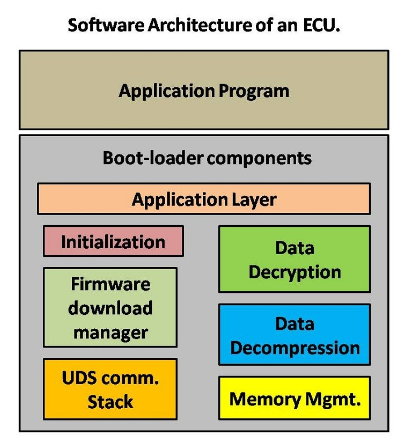 Software Architecture of an ECU.
Application Program
Boot-loader components
Application Layer
Initialization
Firmware
download
manager
UDS comm.
Stack
Data
Decryption
Data
Decompression
Memory Mgmt.